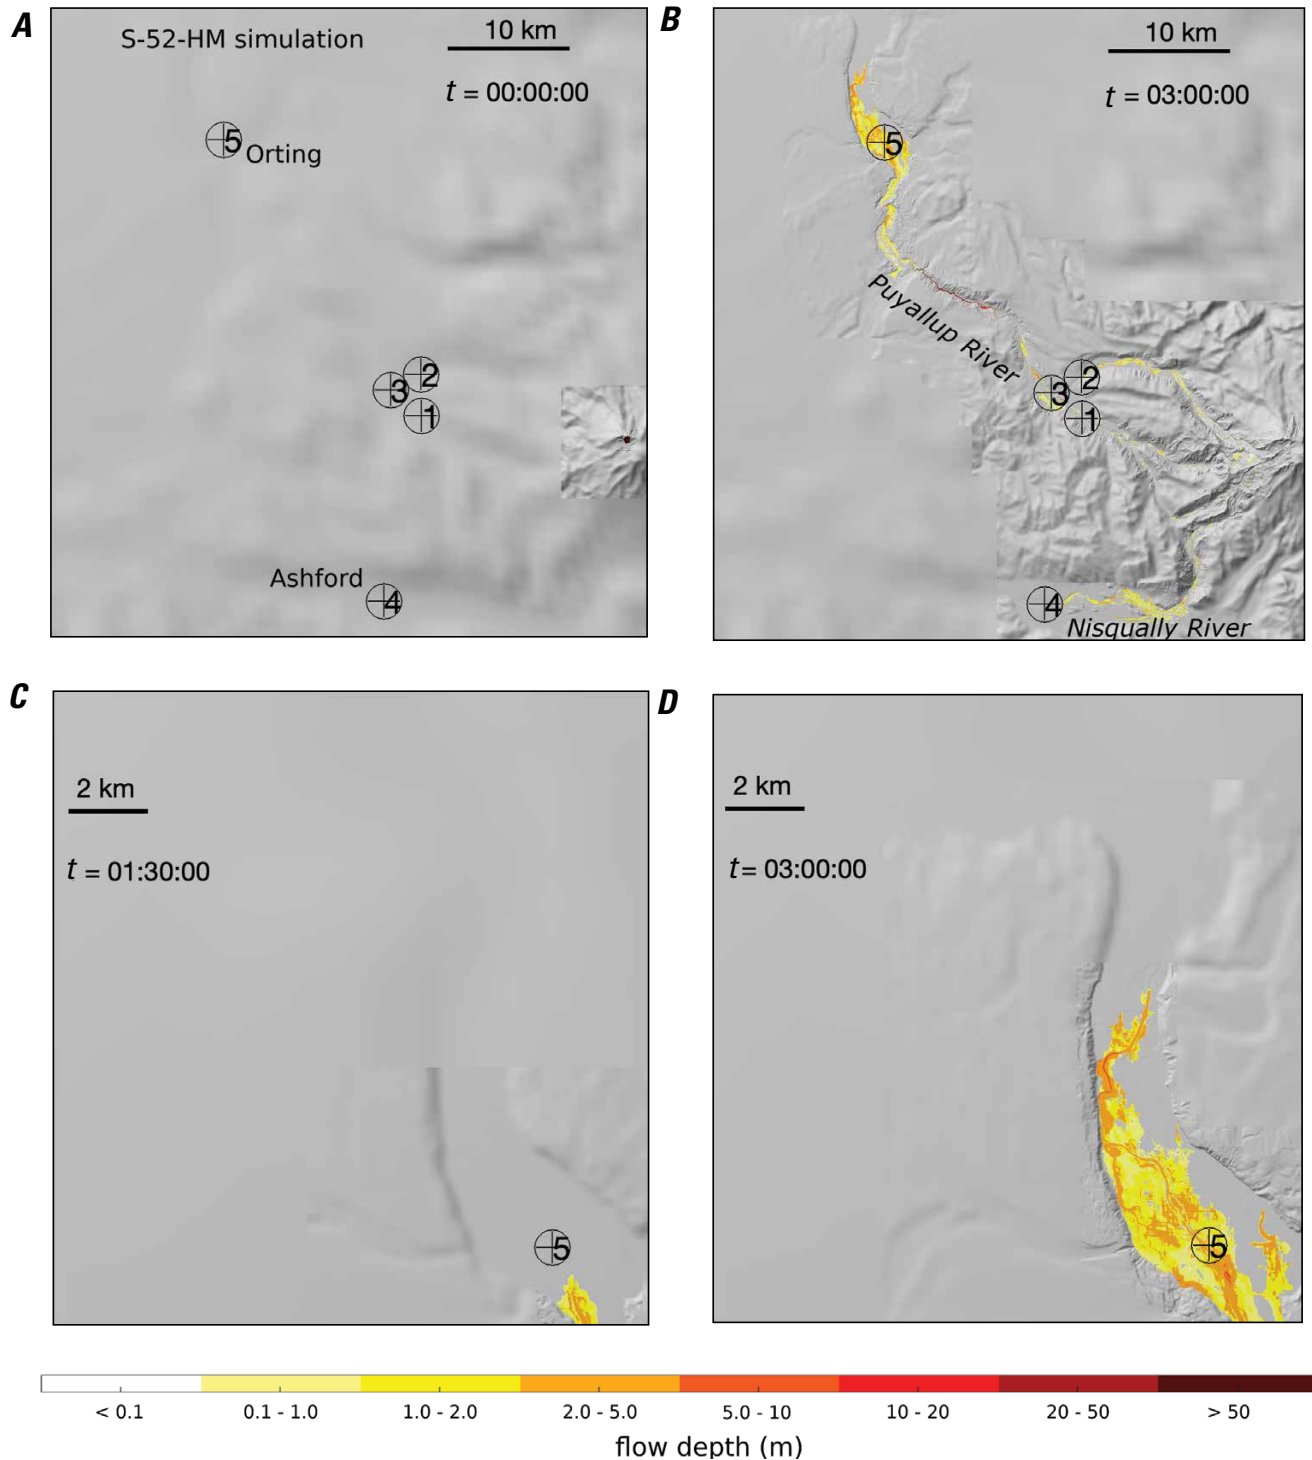 A
S-52-HM simulation
10 km
t = 00:00:00
5
Orting
2
3
1
Ashford
4
B
10 km
t = 03:00:00
5
Puyallup River
2
3
1
4
Nisqually River
C
2 km
t = 01:30:00
5
D
2 km
t = 03:00:00
5
< 0.1 0.1 - 1.0 1.0 - 2.0 2.0 - 5.0 5.0 - 10 10 - 20 20 - 50 > 50
flow depth (m)